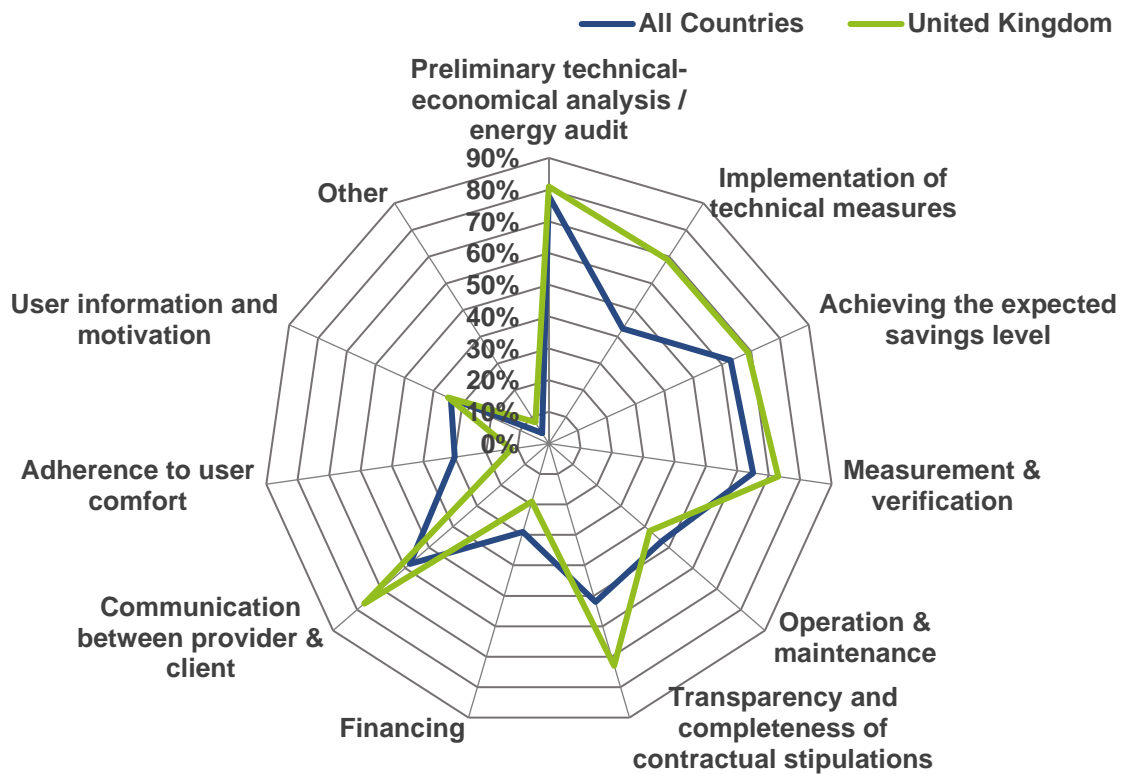 All Countries
United Kingdom
Preliminary technical-
economical analysis /
energy audit
90%
80%
70%
60%
50%
40%
30%
20%
10%
0%
Implementation of
technical measures
Achieving the expected
savings level
Measurement &
verification
Operation &
maintenance
Transparency and
completeness of
contractual stipulations
Financing
Communication
between provider &
client
Adherence to user
comfort
User information and
motivation
Other